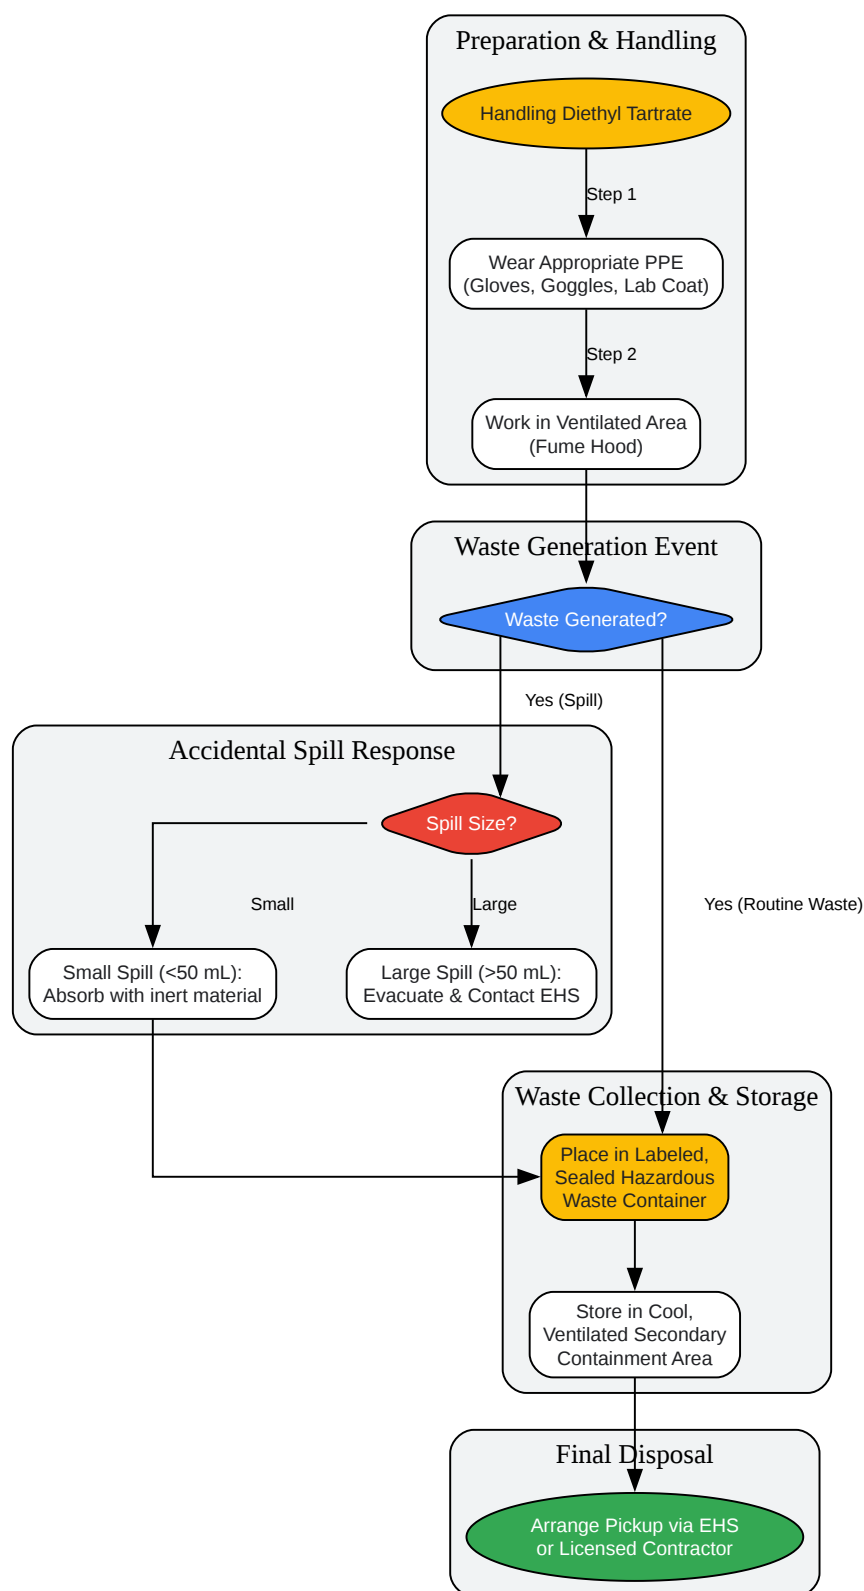 Preparation & Handling
Handling Diethyl Tartrate
Step 1
Wear Appropriate PPE
(Gloves, Goggles, Lab Coat)
Step 2
Work in Ventilated Area
(Fume Hood)
Waste Generation Event
Waste Generated?
Yes (Spill)
Accidental Spill Response
Spill Size?
Small
Large
Yes (Routine Waste)
Small Spill (<50 mL):
Absorb with inert material
Large Spill (>50 mL):
Evacuate & Contact EHS
Waste Collection & Storage
Place in Labeled,
Sealed Hazardous
Waste Container
Store in Cool,
Ventilated Secondary
Containment Area
Final Disposal
Arrange Pickup via EHS
or Licensed Contractor